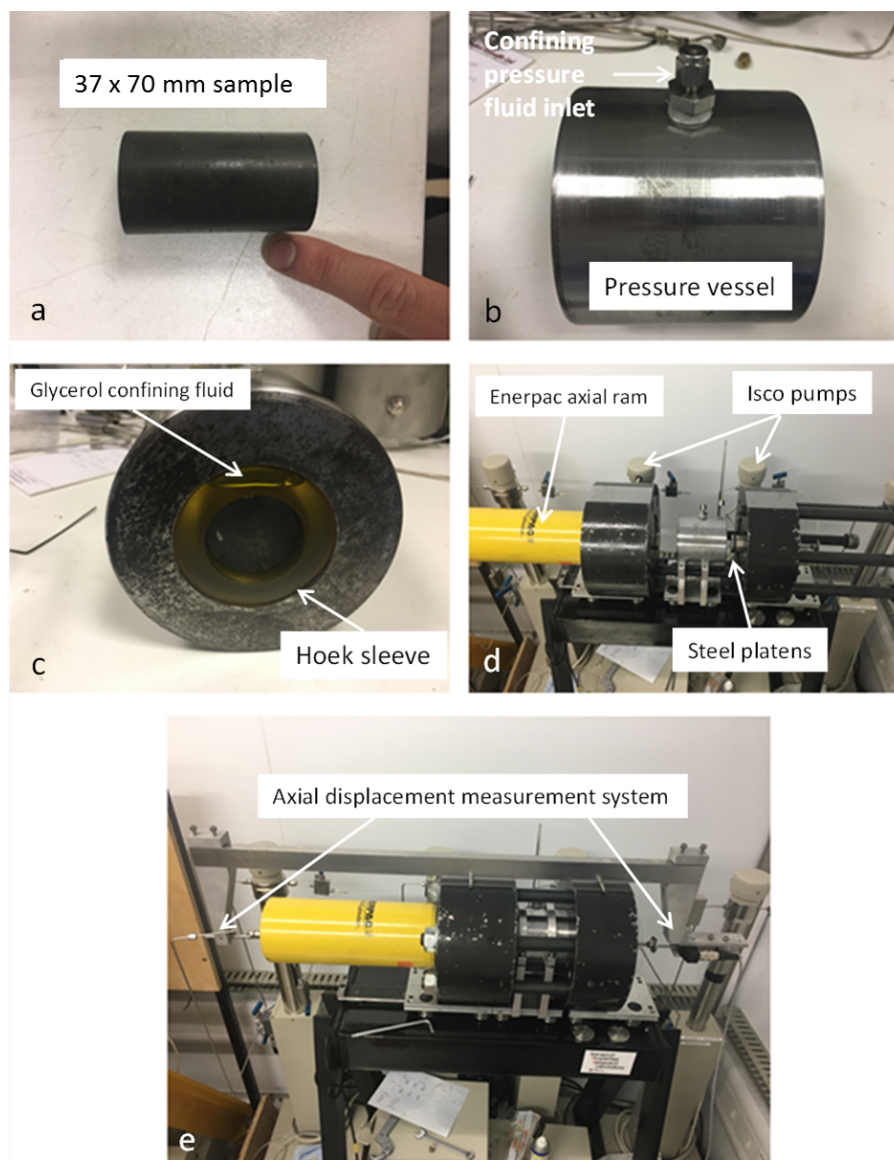 37 x 70 mm sample
a
Confining
pressure
fluid inlet
Pressure vessel
b
Glycerol confining fluid
Hoek sleeve
c
Enerpac axial ram
Isco pumps
Steel platens
d
Axial displacement measurement system
e